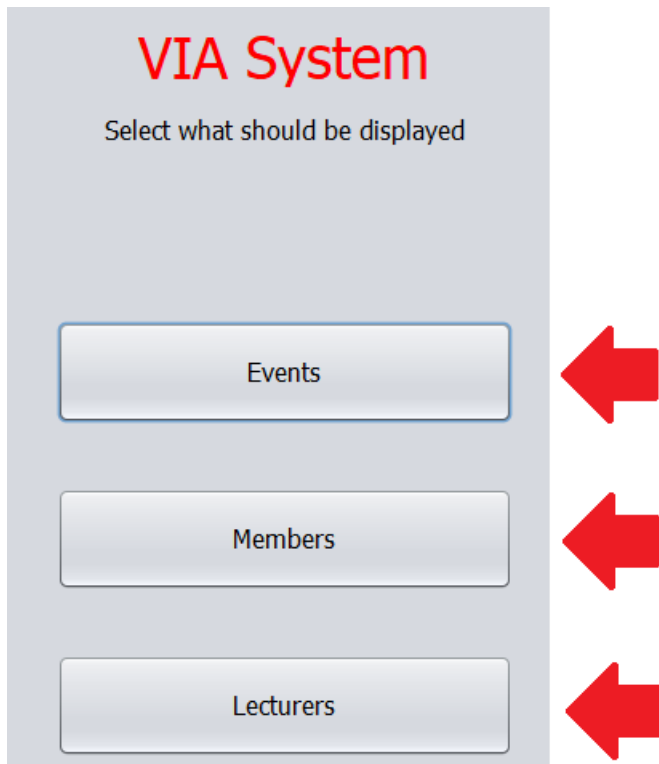 VIA System
Select what should be displayed
Events
Members
Lecturers